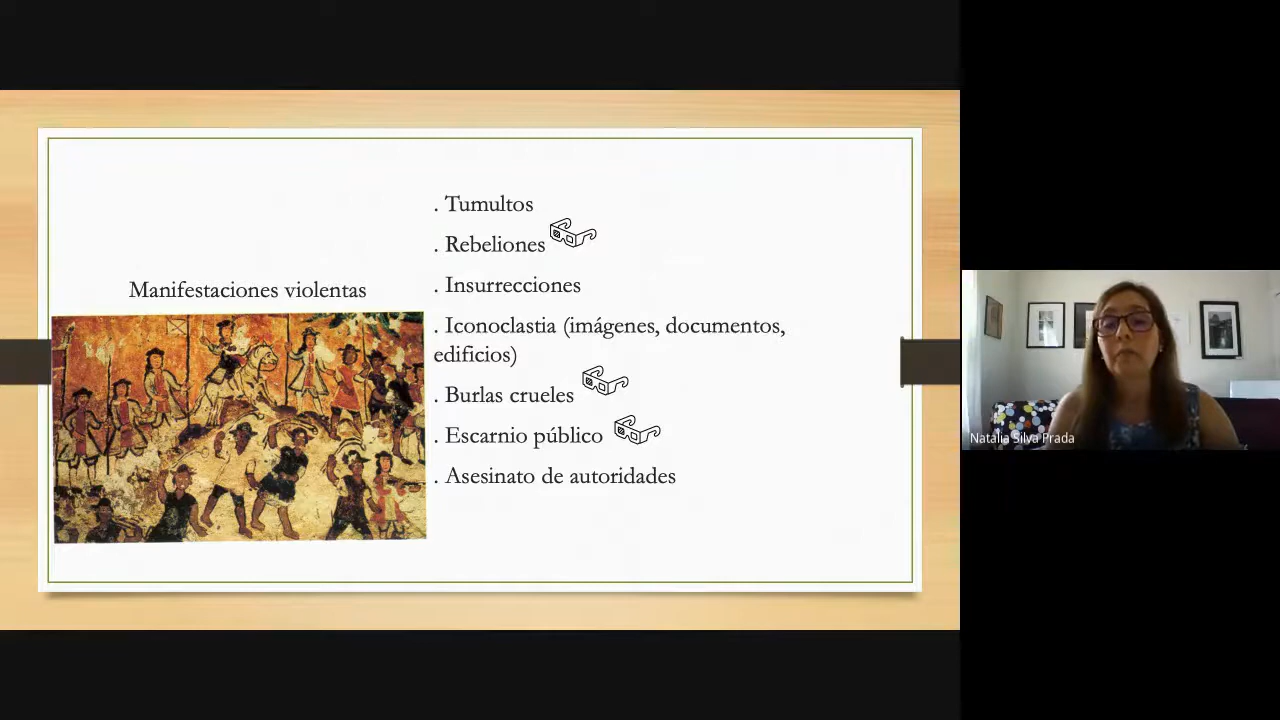 Manifestaciones violentas
. Tumultos
. Rebeliones
. Insurrecciones
. Iconoclastia (imágenes, documentos,
edificios)
. Burlas crueles
. Escarnio público
. Asesinato de autoridades
Natalia Silva Prada